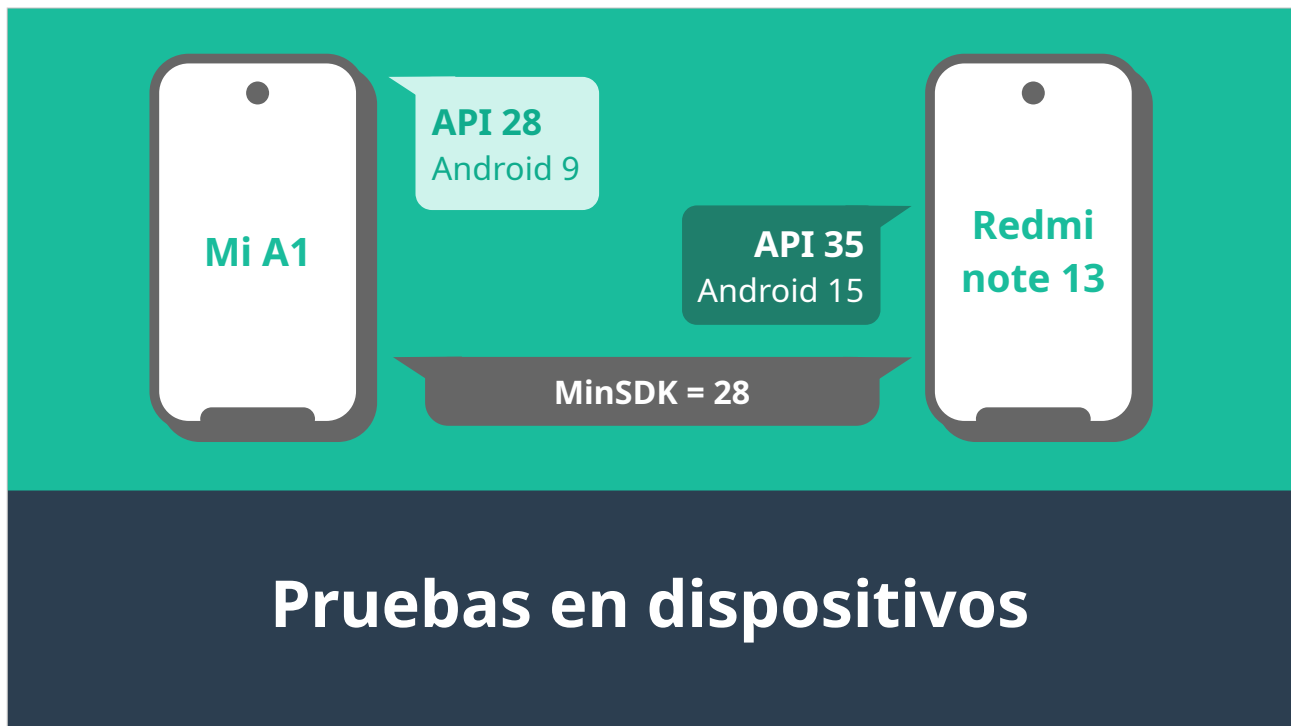 Mi A1
API 28
Android 9
API 35
Android 15
Redmi
note 13
MinSDK = 28
Pruebas en dispositivos